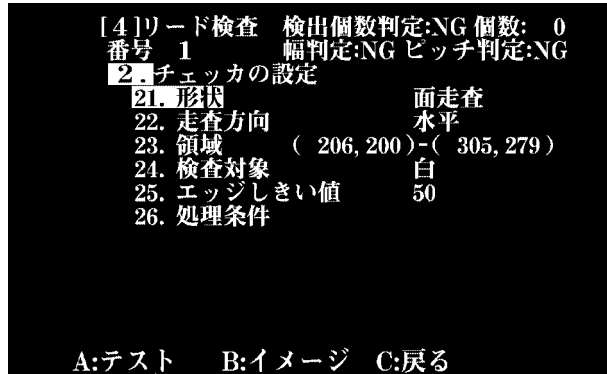 [4]リード検査 検出個数判定:NG 個数: 0
番号 1 幅判定:NG ピッチ判定:NG
2.チェッカの設定
21. 形状 面走査
22. 走査方向 水平
23. 領域 ( 206,200)-( 305,279)
24. 検査対象 白
25. エッジしきい値 50
26. 処理条件
A:テスト B:イメージ C:戻る